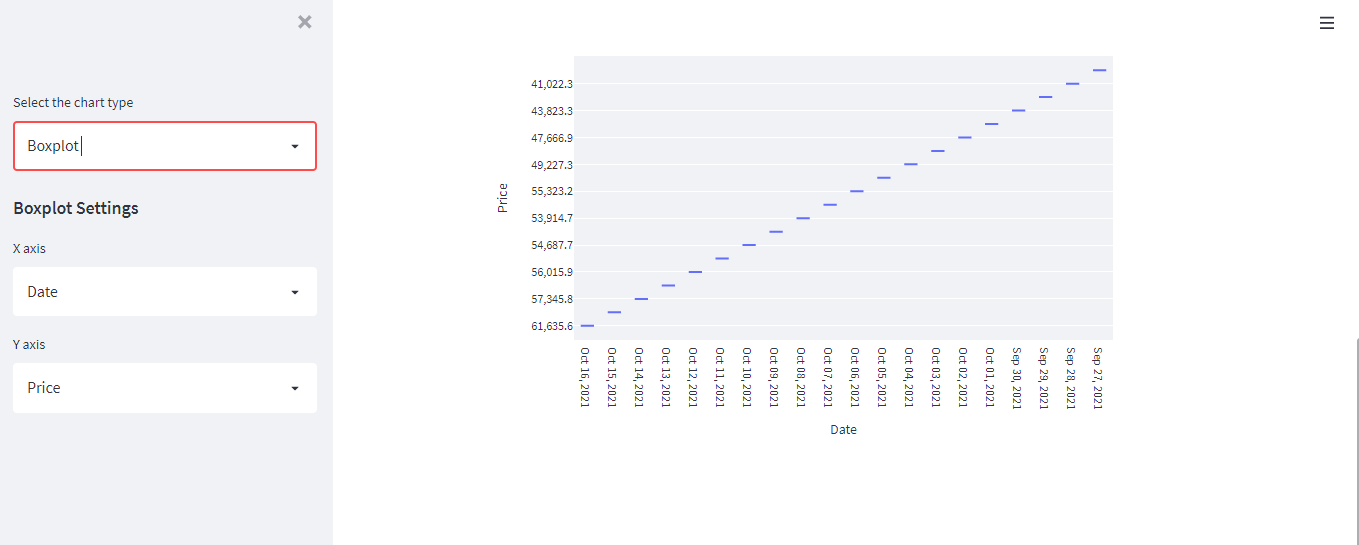 Select the chart type
Boxplot
Boxplot Settings
X axis
Date
Y axis
Price
41,022.3
43,823.3
47,666.9
49,227.3
55,323.2
53,914.7
54,687.7
56,015.9
57,345.8
61,635.6
Price
Oct 16, 2021
Oct 15, 2021
Oct 14, 2021
Oct 13, 2021
Oct 12, 2021
Oct 11, 2021
Oct 10, 2021
Oct 09, 2021
Oct 08, 2021
Oct 07, 2021
Oct 06, 2021
Oct 05, 2021
Oct 04, 2021
Oct 03, 2021
Oct 02, 2021
Oct 01, 2021
Sep 30, 2021
Sep 29, 2021
Sep 28, 2021
Sep 27, 2021
Date